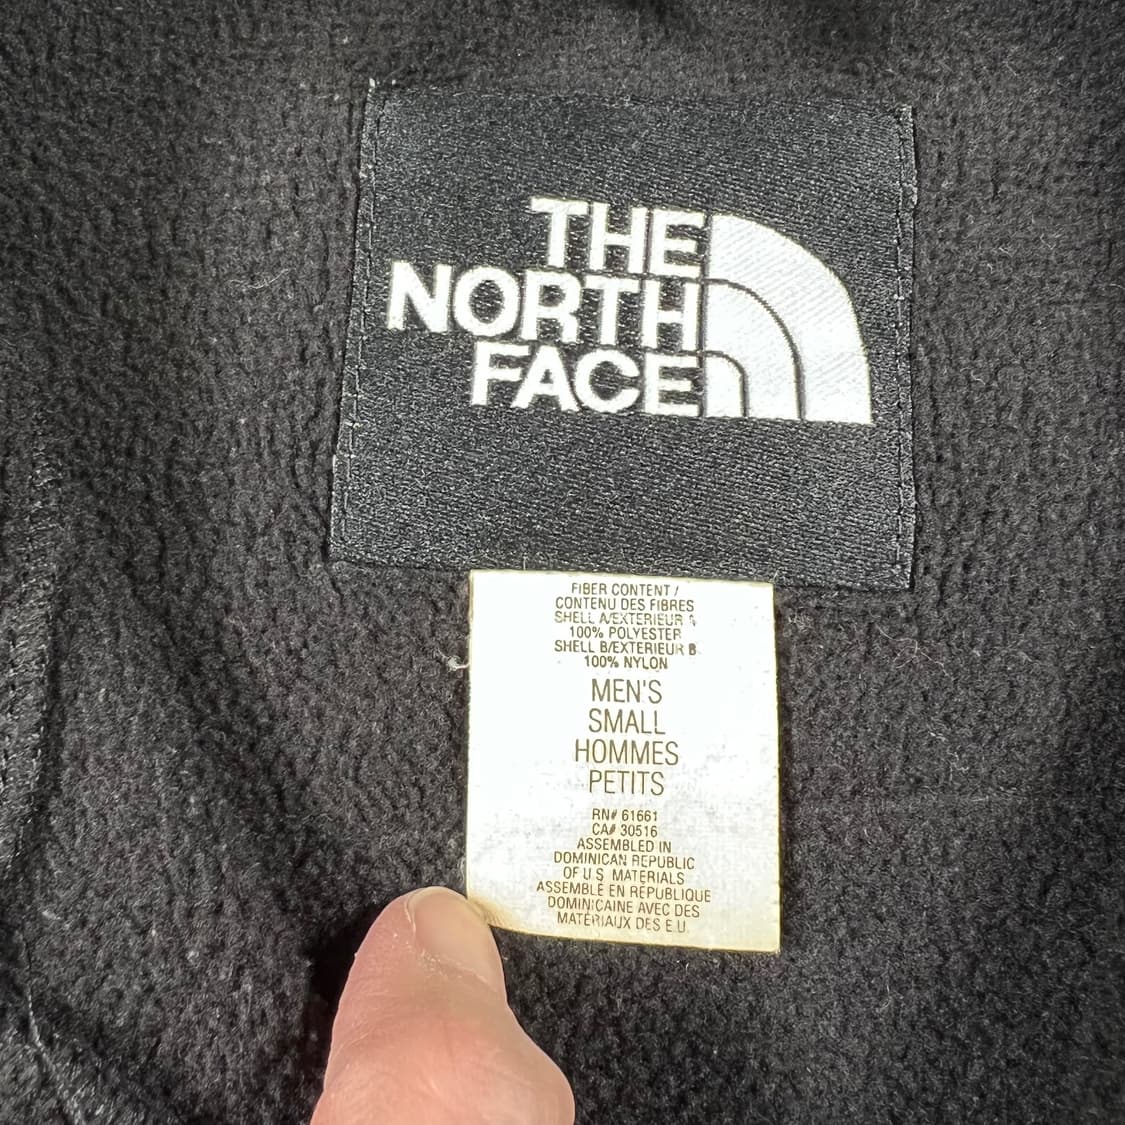 THE
NORTH
FACE
FIBER CONTENT /
CONTENU DES FIBRES
SHELL A/EXTERIEUR A
100% POLYESTER
SHELL B/EXTERIEUR B
100% NYLON
MEN'S
SMALL
HOMMES
PETITS
RN# 61661
CA# 30516
ASSEMBLED IN
DOMINICAN REPUBLIC
OF U S MATERIALS
ASSEMBLÉ EN RÉPUBLIQUE
DOMINICAINE AVEC DES
MATÉRIAUX DES E.U.